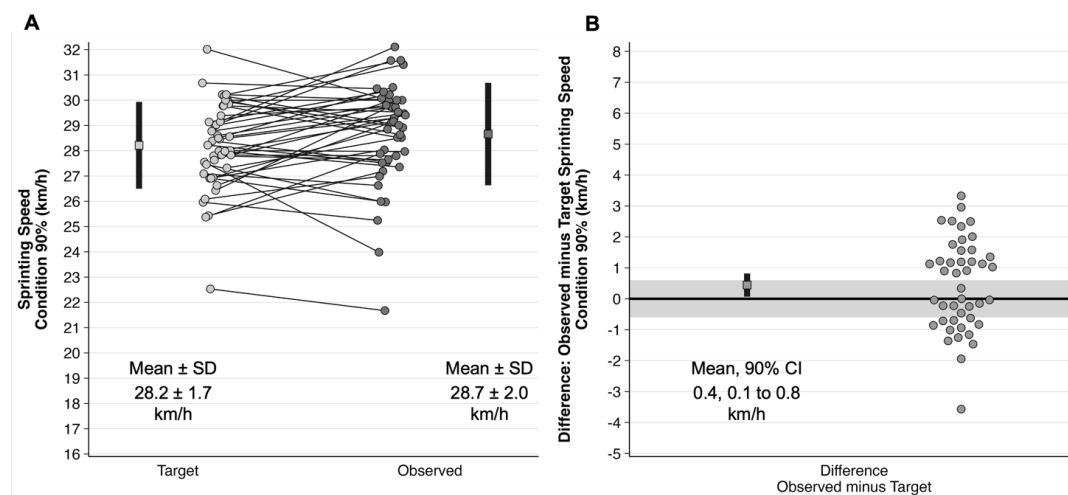 A
Sprinting Speed
Condition 90% (km/h)
32
31
30
29
28
27
26
25
24
23
22
21
20
19
18
17
16
Mean ± SD
28.2 ± 1.7
km/h
Mean ± SD
28.7 ± 2.0
km/h
Target
Observed
B
Difference: Observed minus Target Sprinting Speed
Condition 90% (km/h)
8
7
6
5
4
3
2
1
0
-1
-2
-3
-4
-5
Mean, 90% CI
0.4, 0.1 to 0.8
km/h
Difference
Observed minus Target